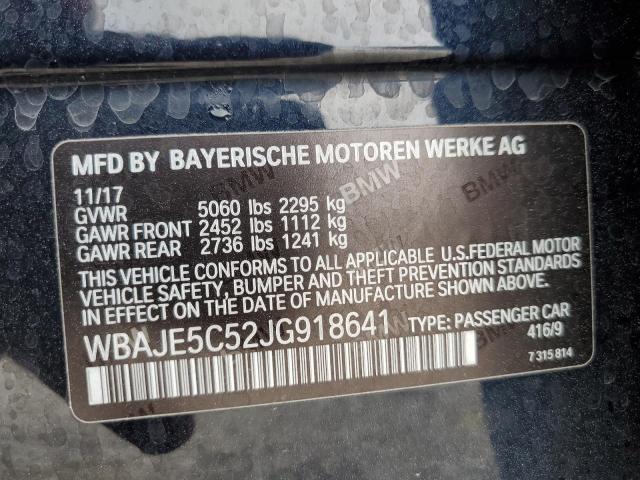 MFD BY BAYERISCHE MOTOREN WERKE AG
11/17
GVWR 5060 lbs 2295 kg
GAWR FRONT 2452 lbs 1112 kg
GAWR REAR 2736 lbs 1241 kg
THIS VEHICLE CONFORMS TO ALL APPLICABLE U.S.FEDERAL MOTOR
VEHICLE SAFETY, BUMPER AND THEFT PREVENTION STANDARDS
IN EFFECT ON THE DATE OF MANUFACTURE SHOWN ABOVE.
WBAJE5C52JG918641 TYPE: PASSENGER CAR
416/9
7 315 814